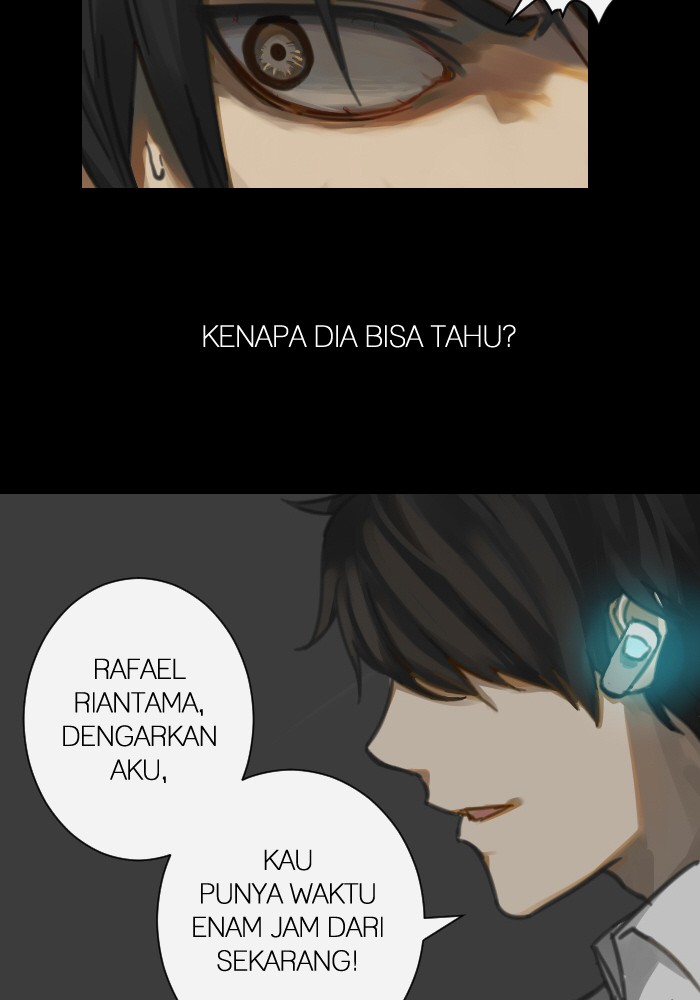 KENAPA DIA BISA TAHU?
RAFAEL
RIANTAMA,
DENGARKAN
AKU,
KAU
PUNYA WAKTU
ENAM JAM DARI
SEKARANG!